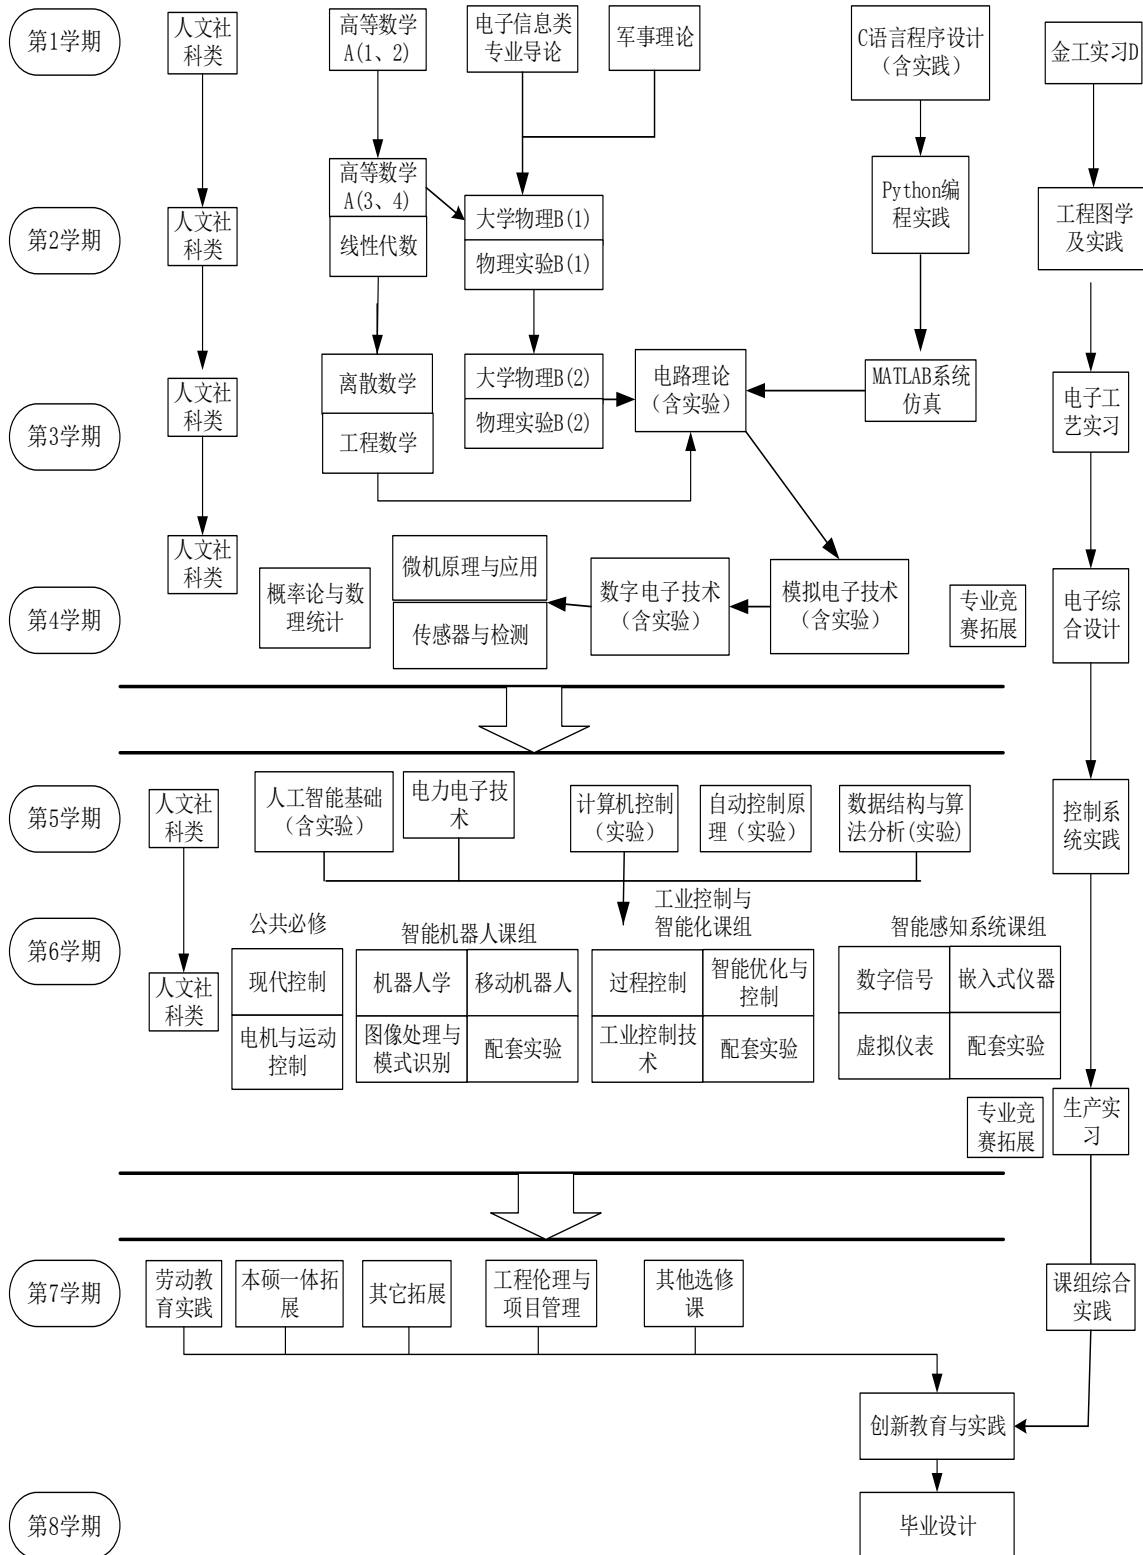 第1学期
人文社
科类
高等数学
A(1、2)
电子信息类
专业导论
军事理论
C语言程序设计
（含实践）
金工实习D
第2学期
人文社
科类
高等数学
A(3、4)
线性代数
大学物理B(1)
物理实验B(1)
Python编
程实践
工程图学
及实践
第3学期
人文社
科类
离散数学
工程数学
大学物理B(2)
物理实验B(2)
电路理论
（含实验）
MATLAB系统
仿真
电子工
艺实习
第4学期
人文社
科类
概率论与数
理统计
微机原理与应用
传感器与检测
数字电子技术
（含实验）
模拟电子技术
（含实验）
专业竞
赛拓展
电子综
合设计
第5学期
人文社
科类
人工智能基础
（含实验）
电力电子技
术
计算机控制
（实验）
自动控制原
理（实验）
数据结构与算
法分析(实验)
控制系
统实践
第6学期
人文社
科类
公共必修
现代控制
电机与运动
控制
智能机器人课组
机器人学
移动机器人
图像处理与
模式识别
配套实验
工业控制与
智能化课组
过程控制
智能优化与
控制
工业控制技
术
配套实验
智能感知系统课组
数字信号
嵌入式仪器
虚拟仪表
配套实验
专业竞
赛拓展
生产实
习
第7学期
劳动教
育实践
本硕一体拓
展
其它拓展
工程伦理与
项目管理
其他选修
课
课组综合
实践
创新教育与实践
第8学期
毕业设计